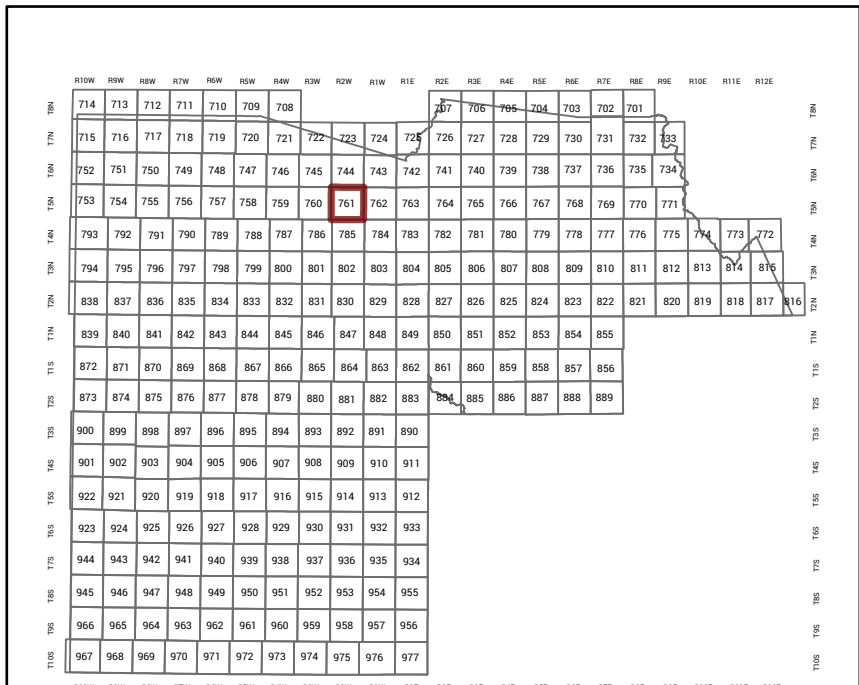 R10W R9W R8W R7W R6W R5W R4W R3W R2W R1W R1E R2E R3E R4E R5E R6E R7E R8E R9E R10E R11E R12E
T8N 714 713 712 711 710 709 708 707 706 705 704 703 702 701 T8N
T7N 715 716 717 718 719 720 721 722 723 724 725 726 727 728 729 730 731 732 733 T7N
T6N 752 751 750 749 748 747 746 745 744 743 742 741 740 739 738 737 736 735 734 T6N
T5N 753 754 755 756 757 758 759 760 761 762 763 764 765 766 767 768 769 770 771 T5N
T4N 793 792 791 790 789 788 787 786 785 784 783 782 781 780 779 778 777 776 775 774 773 772 T4N
T3N 794 795 796 797 798 799 800 801 802 803 804 805 806 807 808 809 810 811 812 813 814 815 T3N
T2N 838 837 836 835 834 833 832 831 830 829 828 827 826 825 824 823 822 821 820 819 818 817 816 T2N
T1N 839 840 841 842 843 844 845 846 847 848 849 850 851 852 853 854 855 T1N
T1S 872 871 870 869 868 867 866 865 864 863 862 861 860 859 858 857 856 T1S
T2S 873 874 875 876 877 878 879 880 881 882 883 884 885 886 887 888 889 T2S
T3S 900 899 898 897 896 895 894 893 892 891 890 T3S
T4S 901 902 903 904 905 906 907 908 909 910 911 T4S
T5S 922 921 920 919 918 917 916 915 914 913 912 T5S
T6S 923 924 925 926 927 928 929 930 931 932 933 T6S
T7S 944 943 942 941 940 939 938 937 936 935 934 T7S
T8S 945 946 947 948 949 950 951 952 953 954 955 T8S
T9S 966 965 964 963 962 961 960 959 958 957 956 T9S
T10S 967 968 969 970 971 972 973 974 975 976 977 T10S